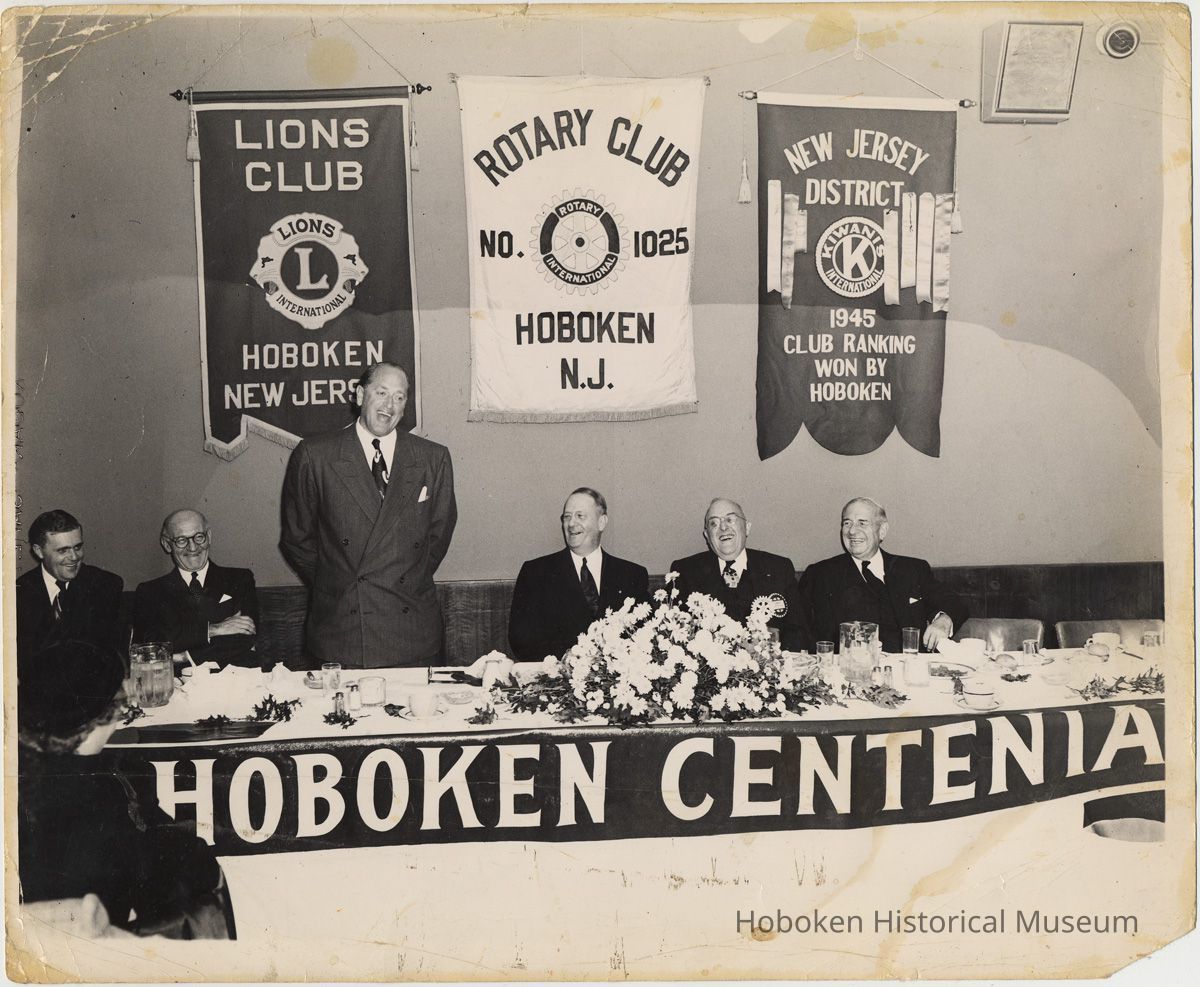 LIONS
CLUB
LIONS
L
INTERNATIONAL
HOBOKEN
NEW JERS
ROTARY CLUB
NO. 1025
ROTARY
INTERNATIONAL
HOBOKEN
N.J.
NEW JERSEY
DISTRICT
KIWANIS
K
INTERNATIONAL
1945
CLUB RANKING
WON BY
HOBOKEN
HOBOKEN CENTENIA
Hoboken Historical Museum